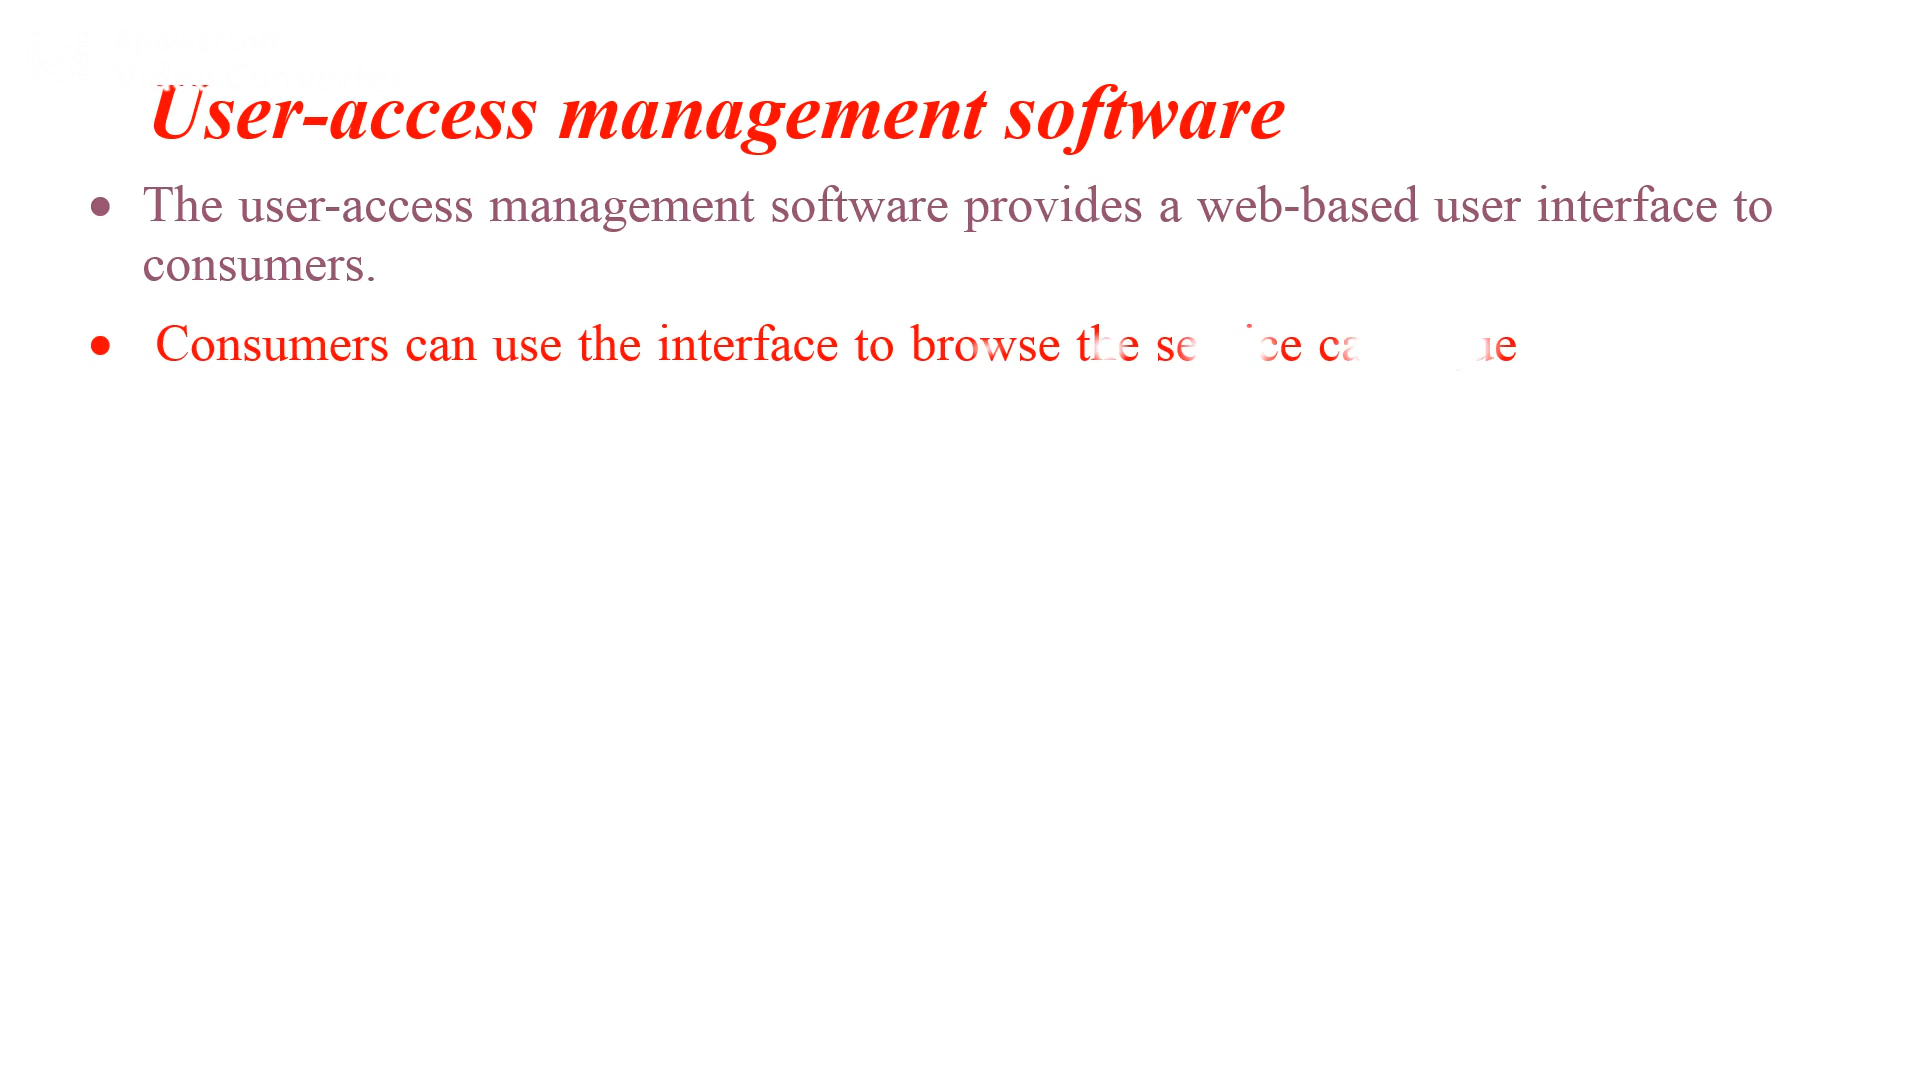 User-access management software
• The user-access management software provides a web-based user interface to
consumers.
• Consumers can use the interface to browse the